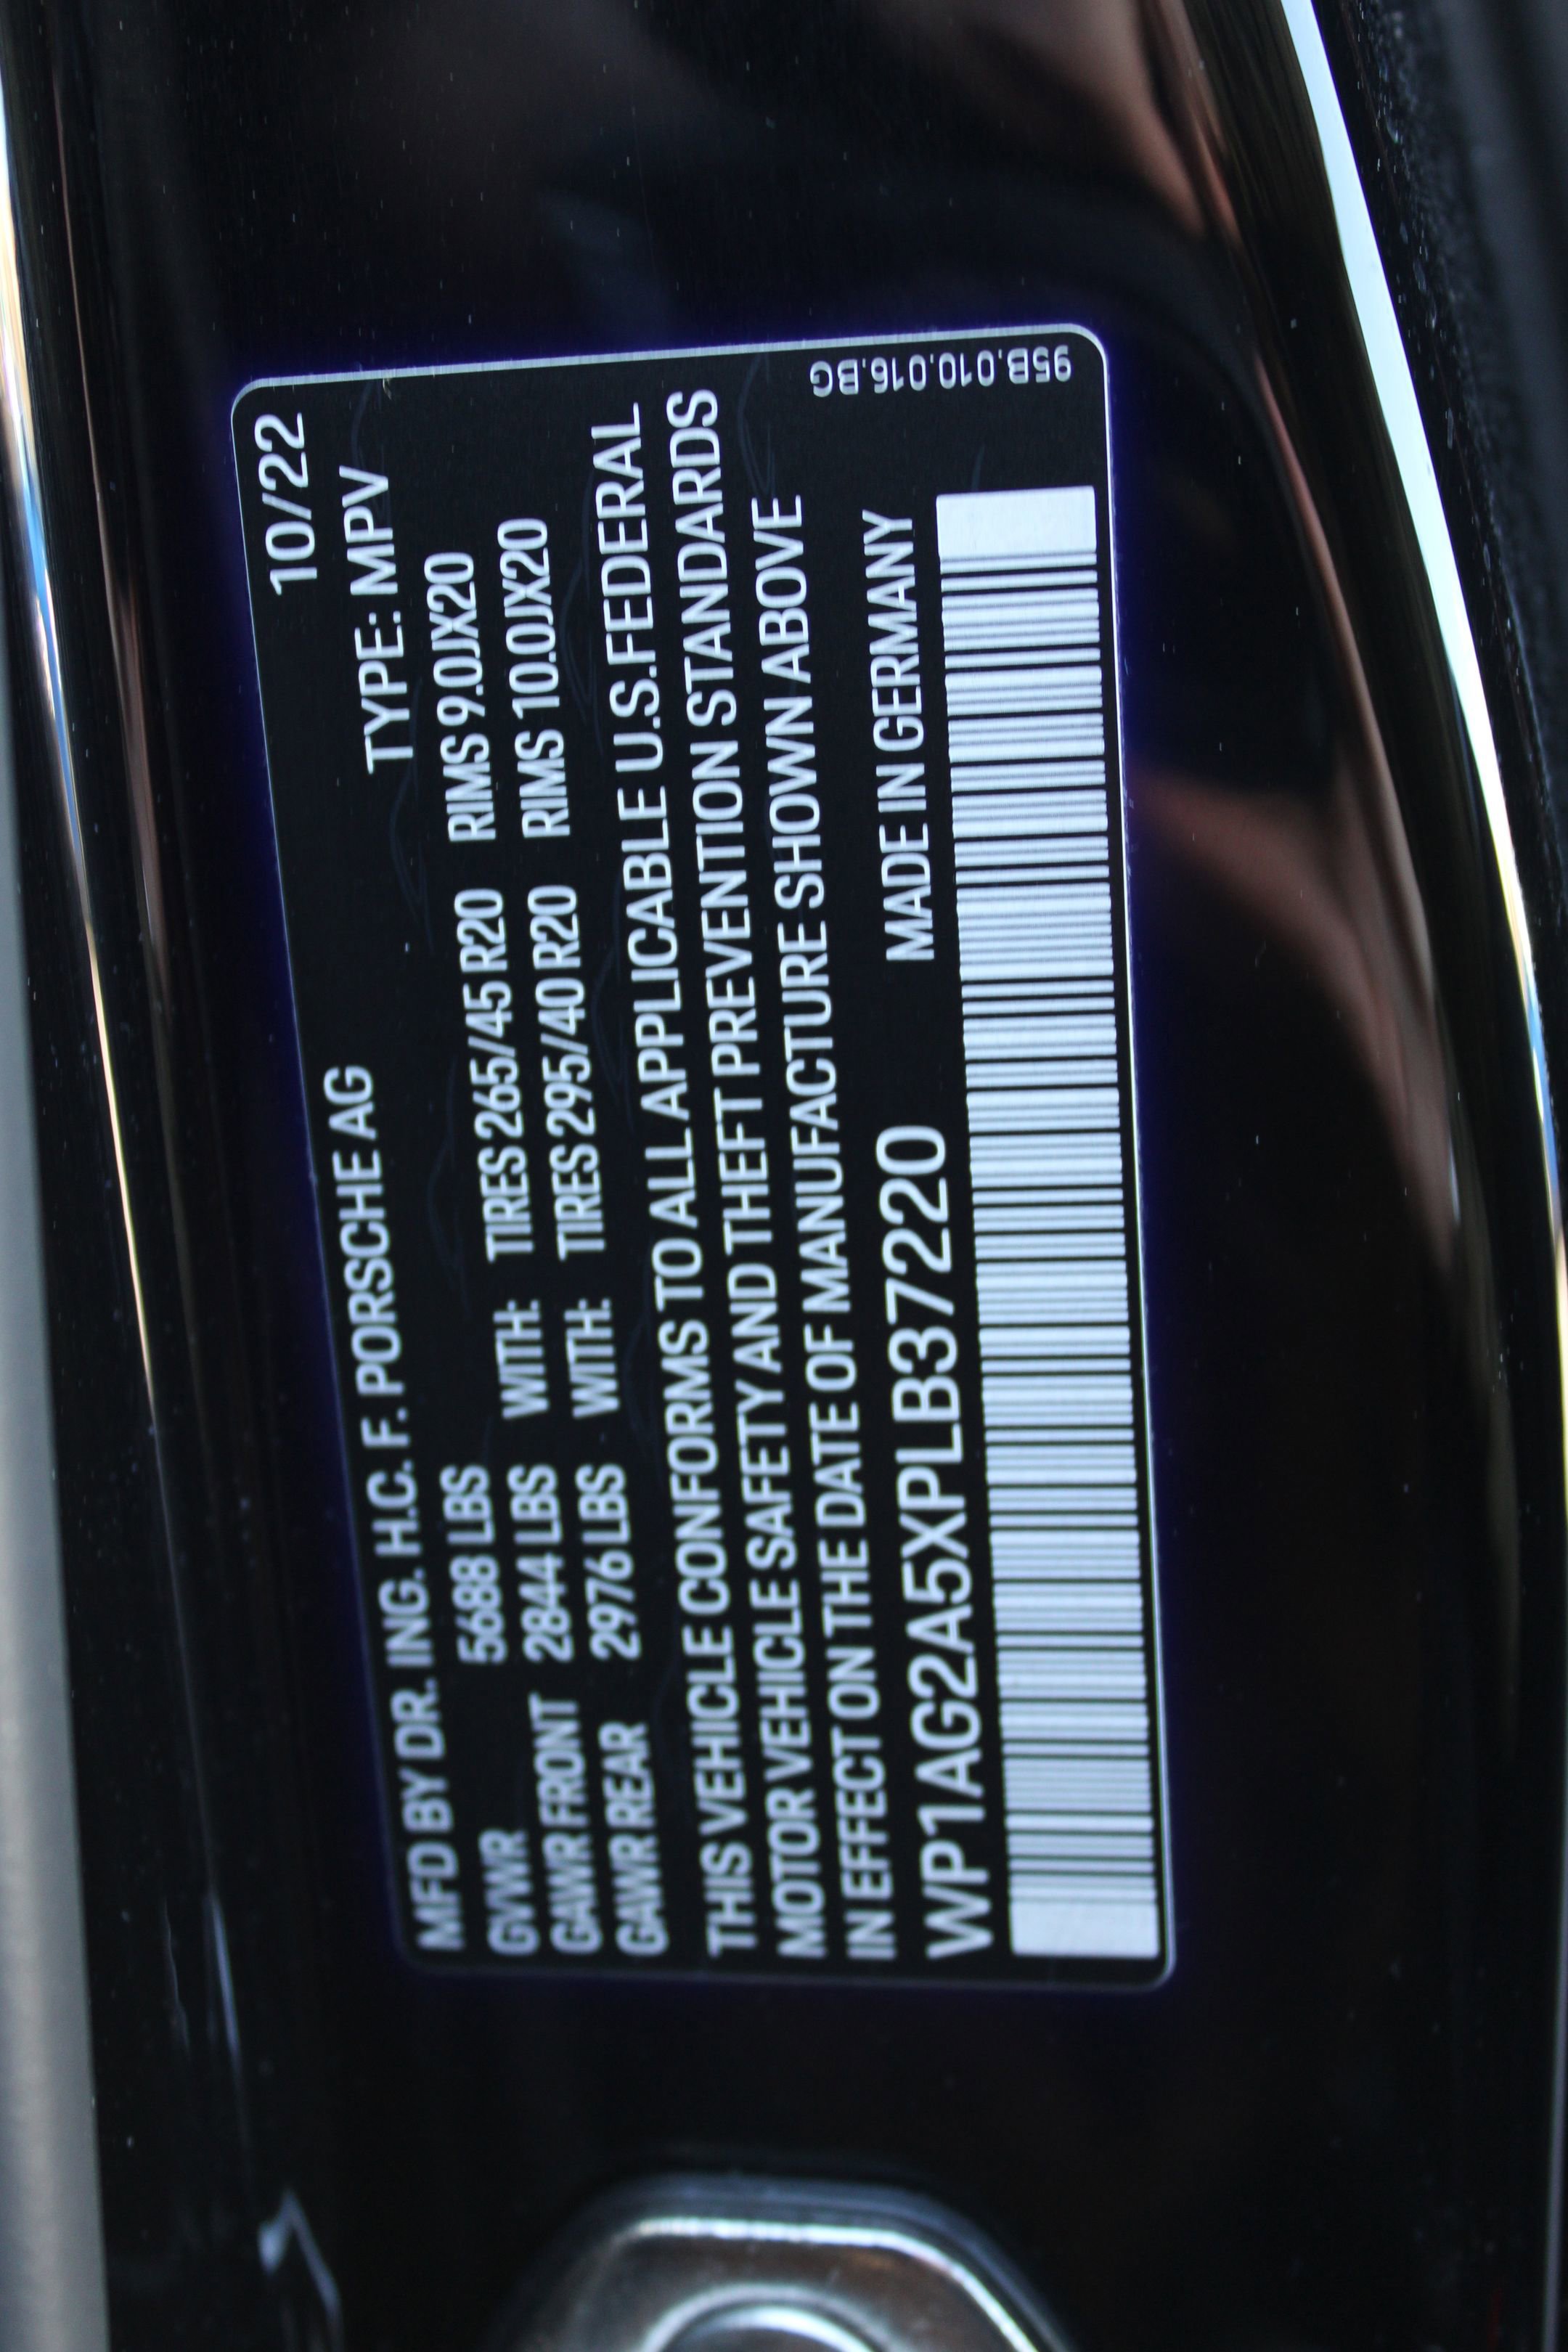 10/22
MFD BY DR. ING. H.C. F. PORSCHE AG TYPE: MPV
GVWR 5688 LBS
GAWR FRONT 2844 LBS WITH: TIRES 265/45 R20 RIMS 9.0JX20
GAWR REAR 2976 LBS WITH: TIRES 295/40 R20 RIMS 10.0JX20
THIS VEHICLE CONFORMS TO ALL APPLICABLE U.S.FEDERAL
MOTOR VEHICLE SAFETY AND THEFT PREVENTION STANDARDS
IN EFFECT ON THE DATE OF MANUFACTURE SHOWN ABOVE
WP1AG2A5XPLB37220 MADE IN GERMANY
95B.010.016.BG